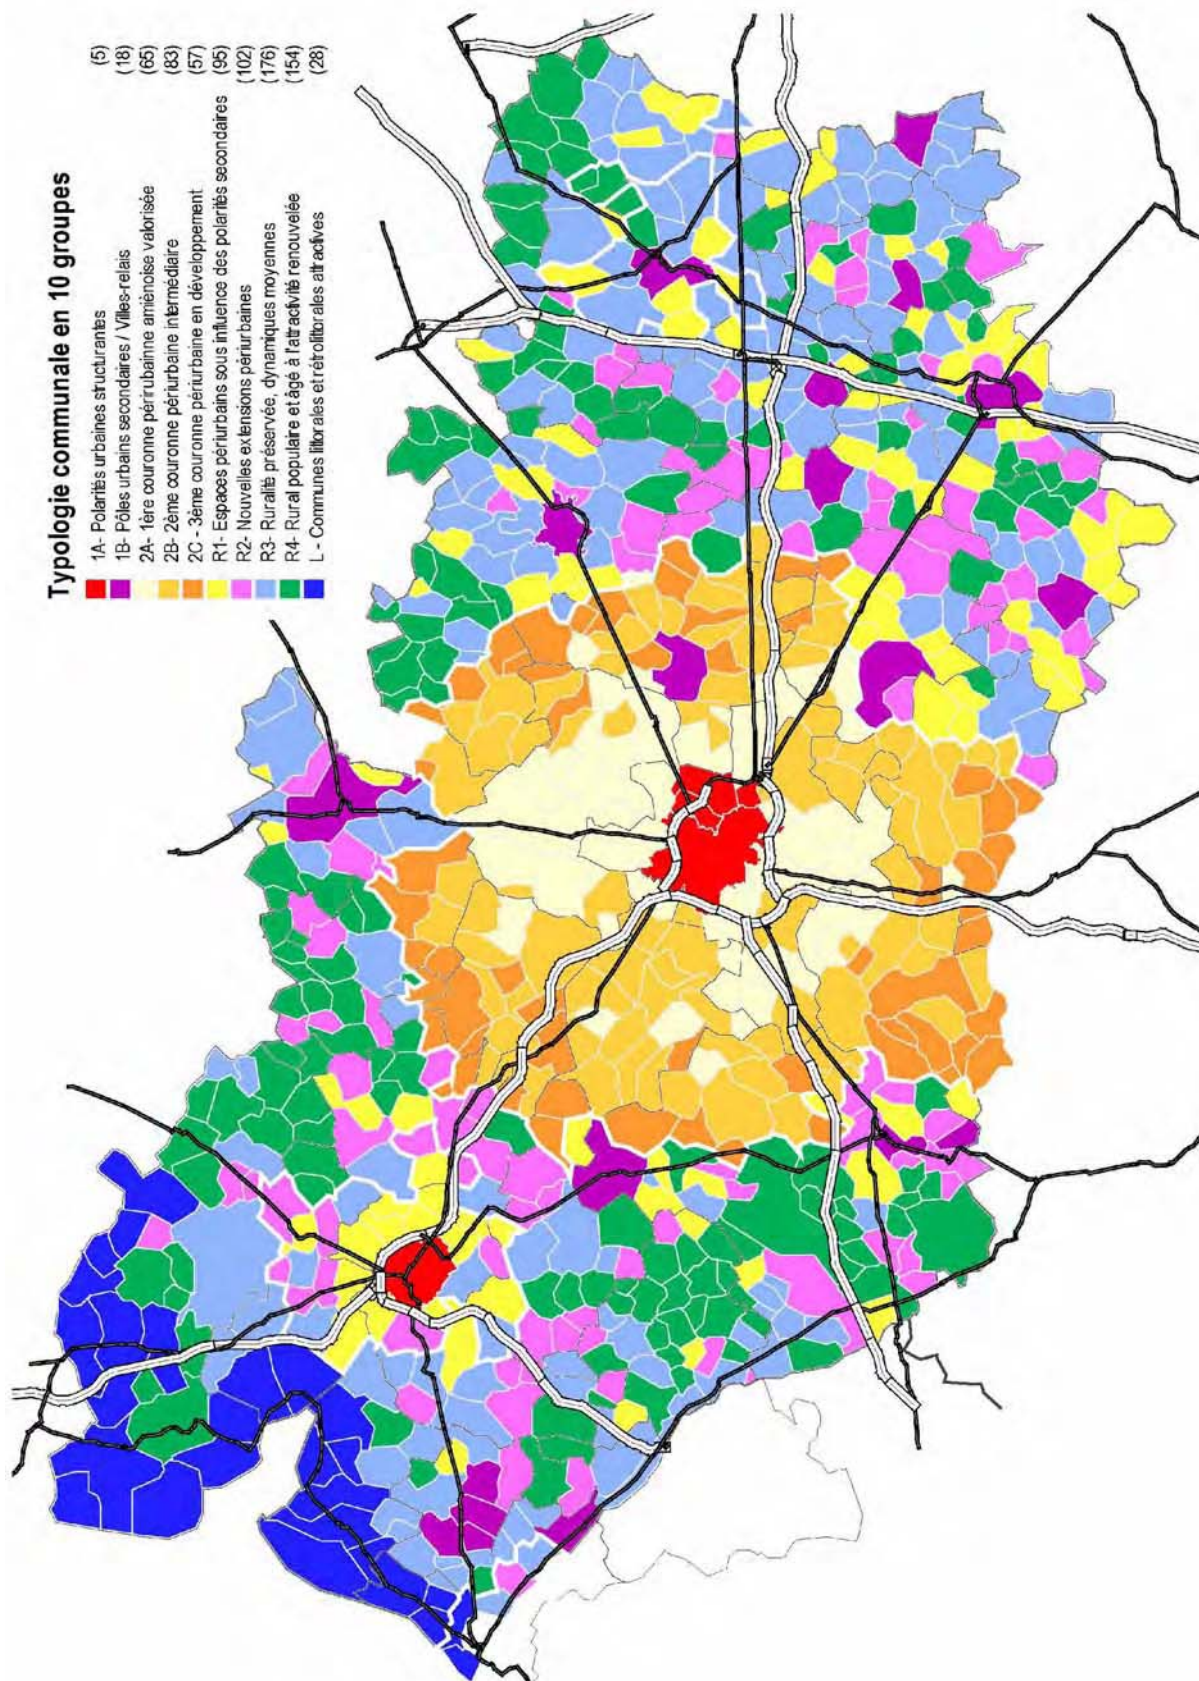 Typologie communale en 10 groupes
1A- Polarités urbaines structurantes (5)
1B- Pôles urbains secondaires / Villes-relais (18)
2A- 1ère couronne périrubainne amiénoise valorisée (65)
2B- 2ème couronne périurbaine intermédiaire (83)
2C - 3ème couronne périurbaine en développement (57)
R1- Espaces périurbains sous influence des polarités secondaires (95)
R2- Nouvelles extensions périurbaines (102)
R3- Ruralité préservée, dynamiques moyennes (176)
R4- Rural populaire et âgé à l'attractivité renouvelée (154)
L - Communes littorales et rétrolittorales attractives (28)